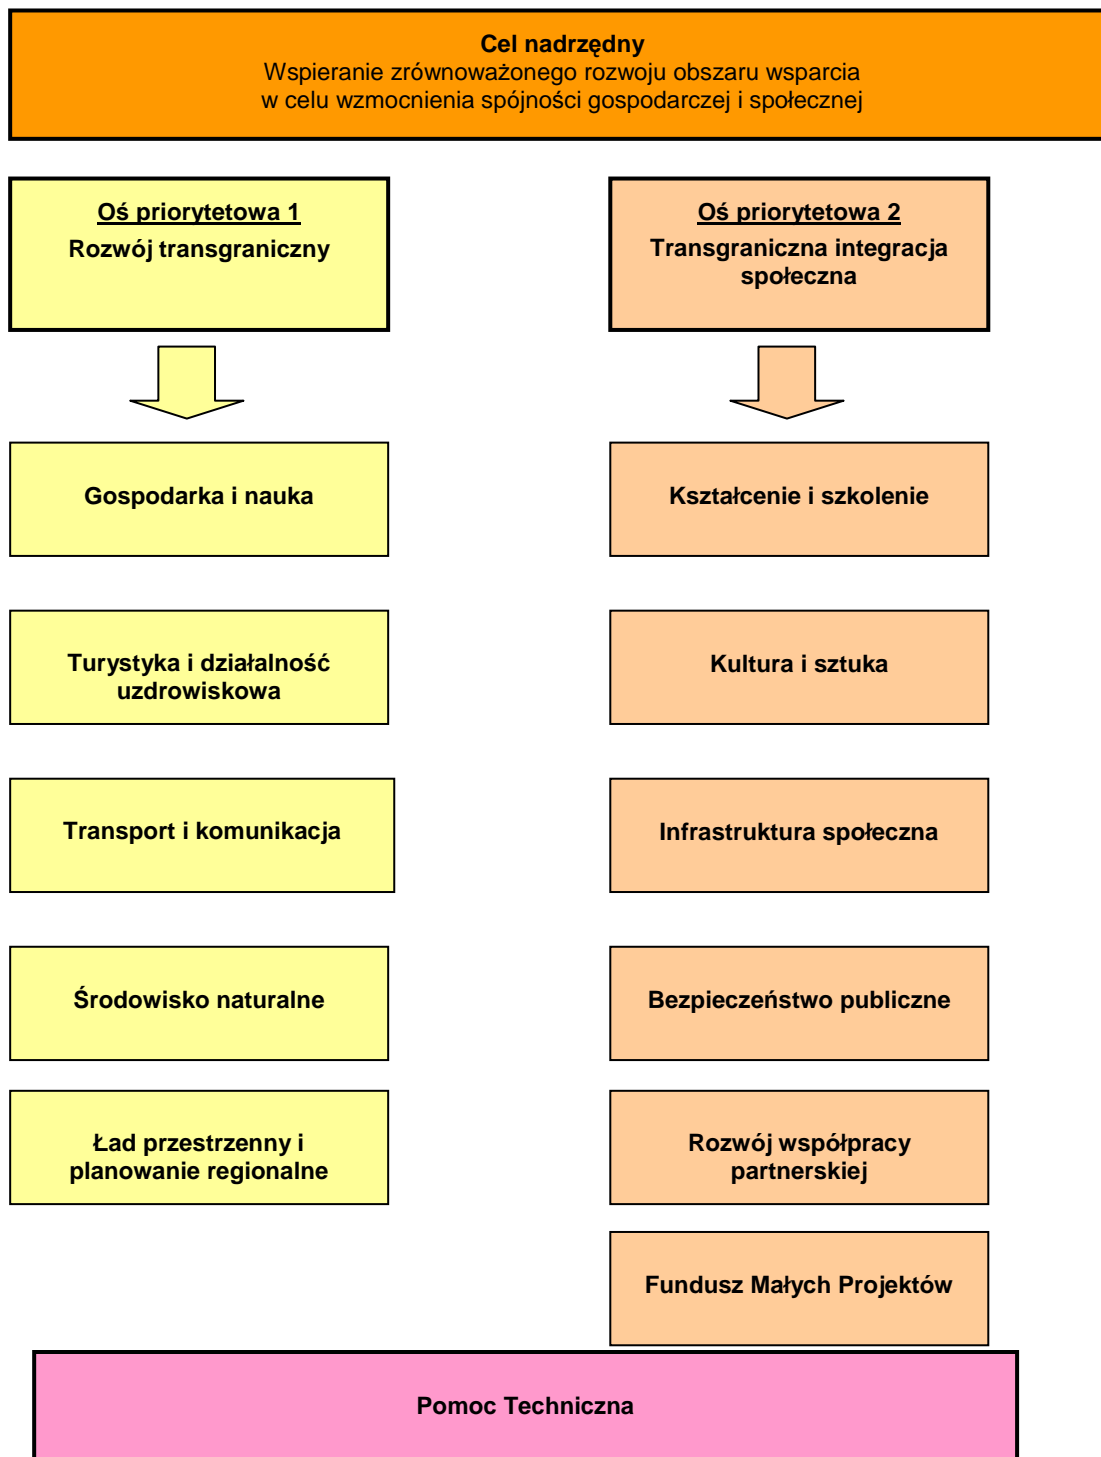 Cel nadrzędny
Wspieranie zrównoważonego rozwoju obszaru wsparcia
w celu wzmocnienia spójności gospodarczej i społecznej
Oś priorytetowa 1
Rozwój transgraniczny
Oś priorytetowa 2
Transgraniczna integracja
społeczna
Gospodarka i nauka
Kształcenie i szkolenie
Turystyka i działalność
uzdrowiskowa
Kultura i sztuka
Transport i komunikacja
Infrastruktura społeczna
Środowisko naturalne
Bezpieczeństwo publiczne
Ład przestrzenny i
planowanie regionalne
Rozwój współpracy
partnerskiej
Fundusz Małych Projektów
Pomoc Techniczna